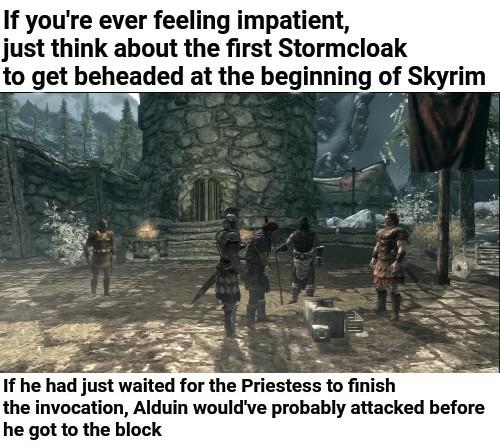 If you're ever feeling impatient,
just think about the first Stormcloak
to get beheaded at the beginning of Skyrim
If he had just waited for the Priestess to finish
the invocation, Alduin would've probably attacked before
he got to the block